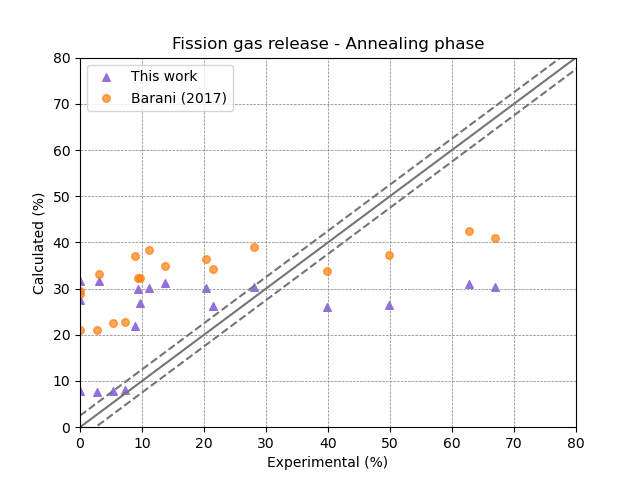 Fission gas release - Annealing phase
This work
Barani (2017)
Calculated (%)
80
70
60
50
40
30
20
10
0
0 10 20 30 40 50 60 70 80
Experimental (%)